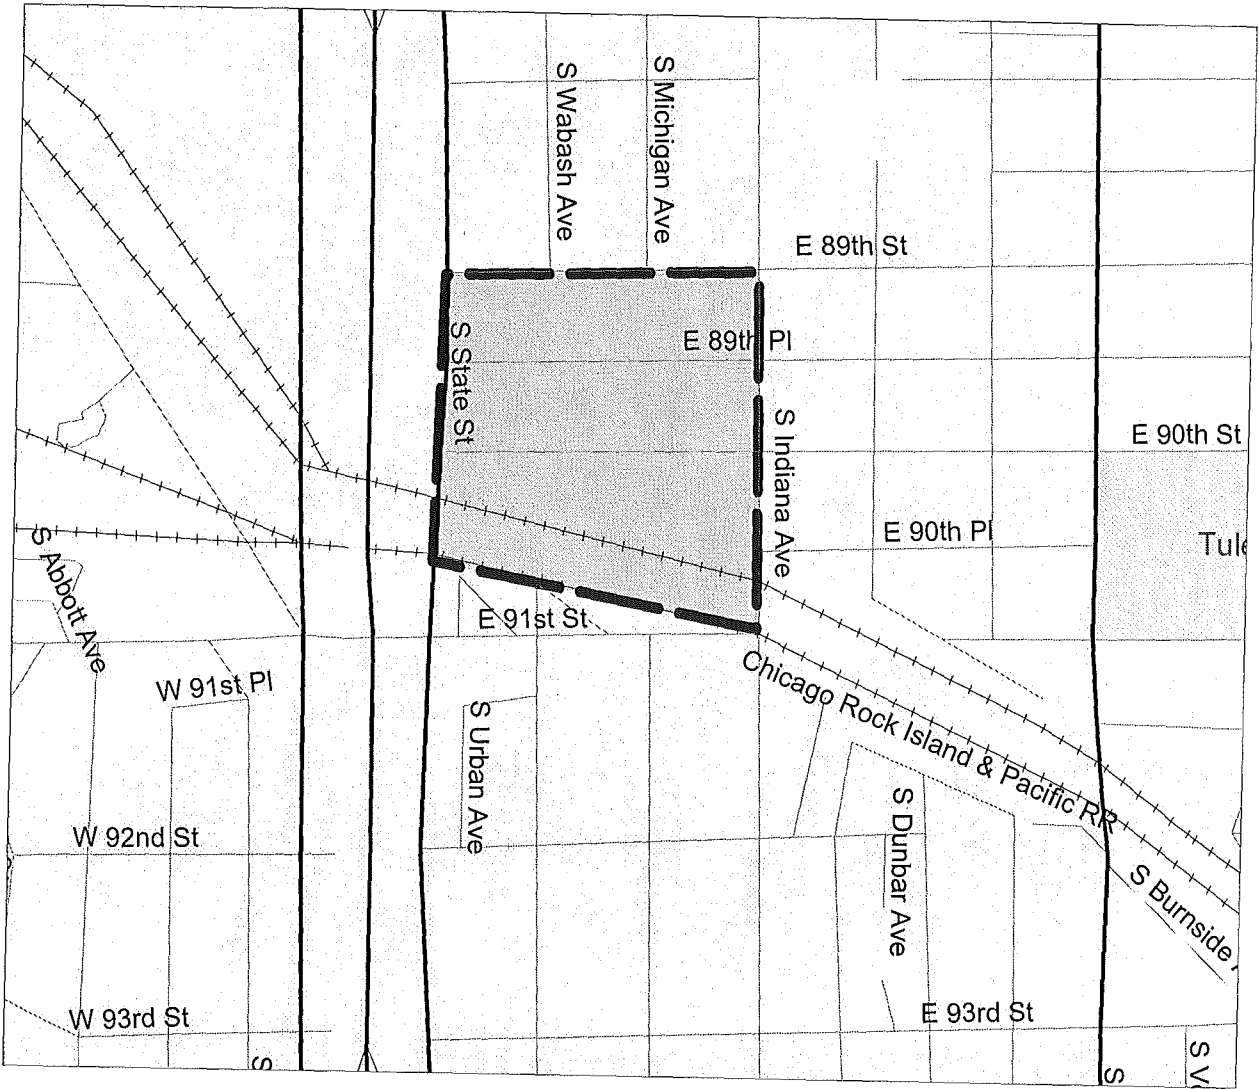 S Wabash Ave
S Michigan Ave
E 89th St
E 89th Pl
S State St
S Indiana Ave
E 90th St
E 90th Pl
Tule
S Abbott Ave
E 91st St
W 91st Pl
Chicago Rock Island & Pacific RR
S Urban Ave
W 92nd St
S Dunbar Ave
S Burnside
W 93rd St
E 93rd St
S
S
S V